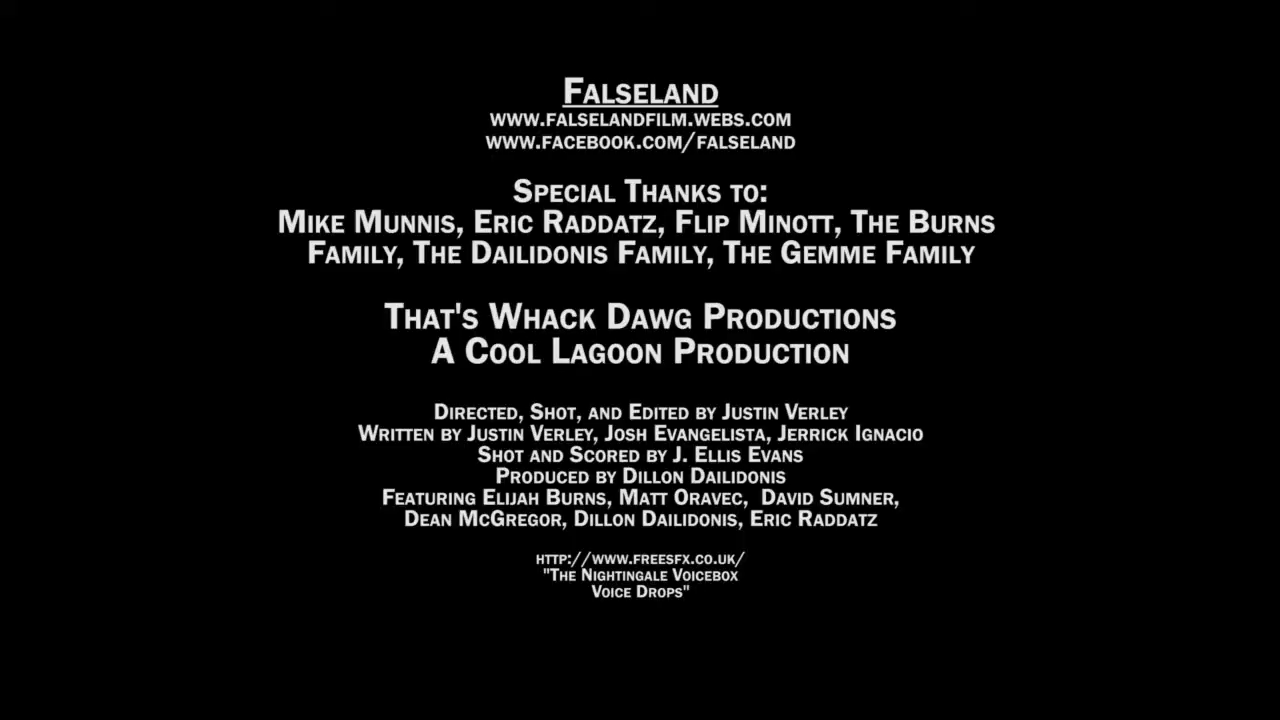 Falseland
www.falselandfilm.webs.com
www.facebook.com/falseland
Special Thanks to:
Mike Munnis, Eric Raddatz, Flip Minott, The Burns
Family, The Dailidonis Family, The Gemme Family
That's Whack Dawg Productions
A Cool Lagoon Production
Directed, Shot, and Edited by Justin Verley
Written by Justin Verley, Josh Evangelista, Jerrick Ignacio
Shot and Scored by J. Ellis Evans
Produced by Dillon Dailidonis
Featuring Elijah Burns, Matt Oravec,  David Sumner,
Dean McGregor, Dillon Dailidonis, Eric Raddatz
http://www.freesfx.co.uk/
"The Nightingale Voicebox
Voice Drops"